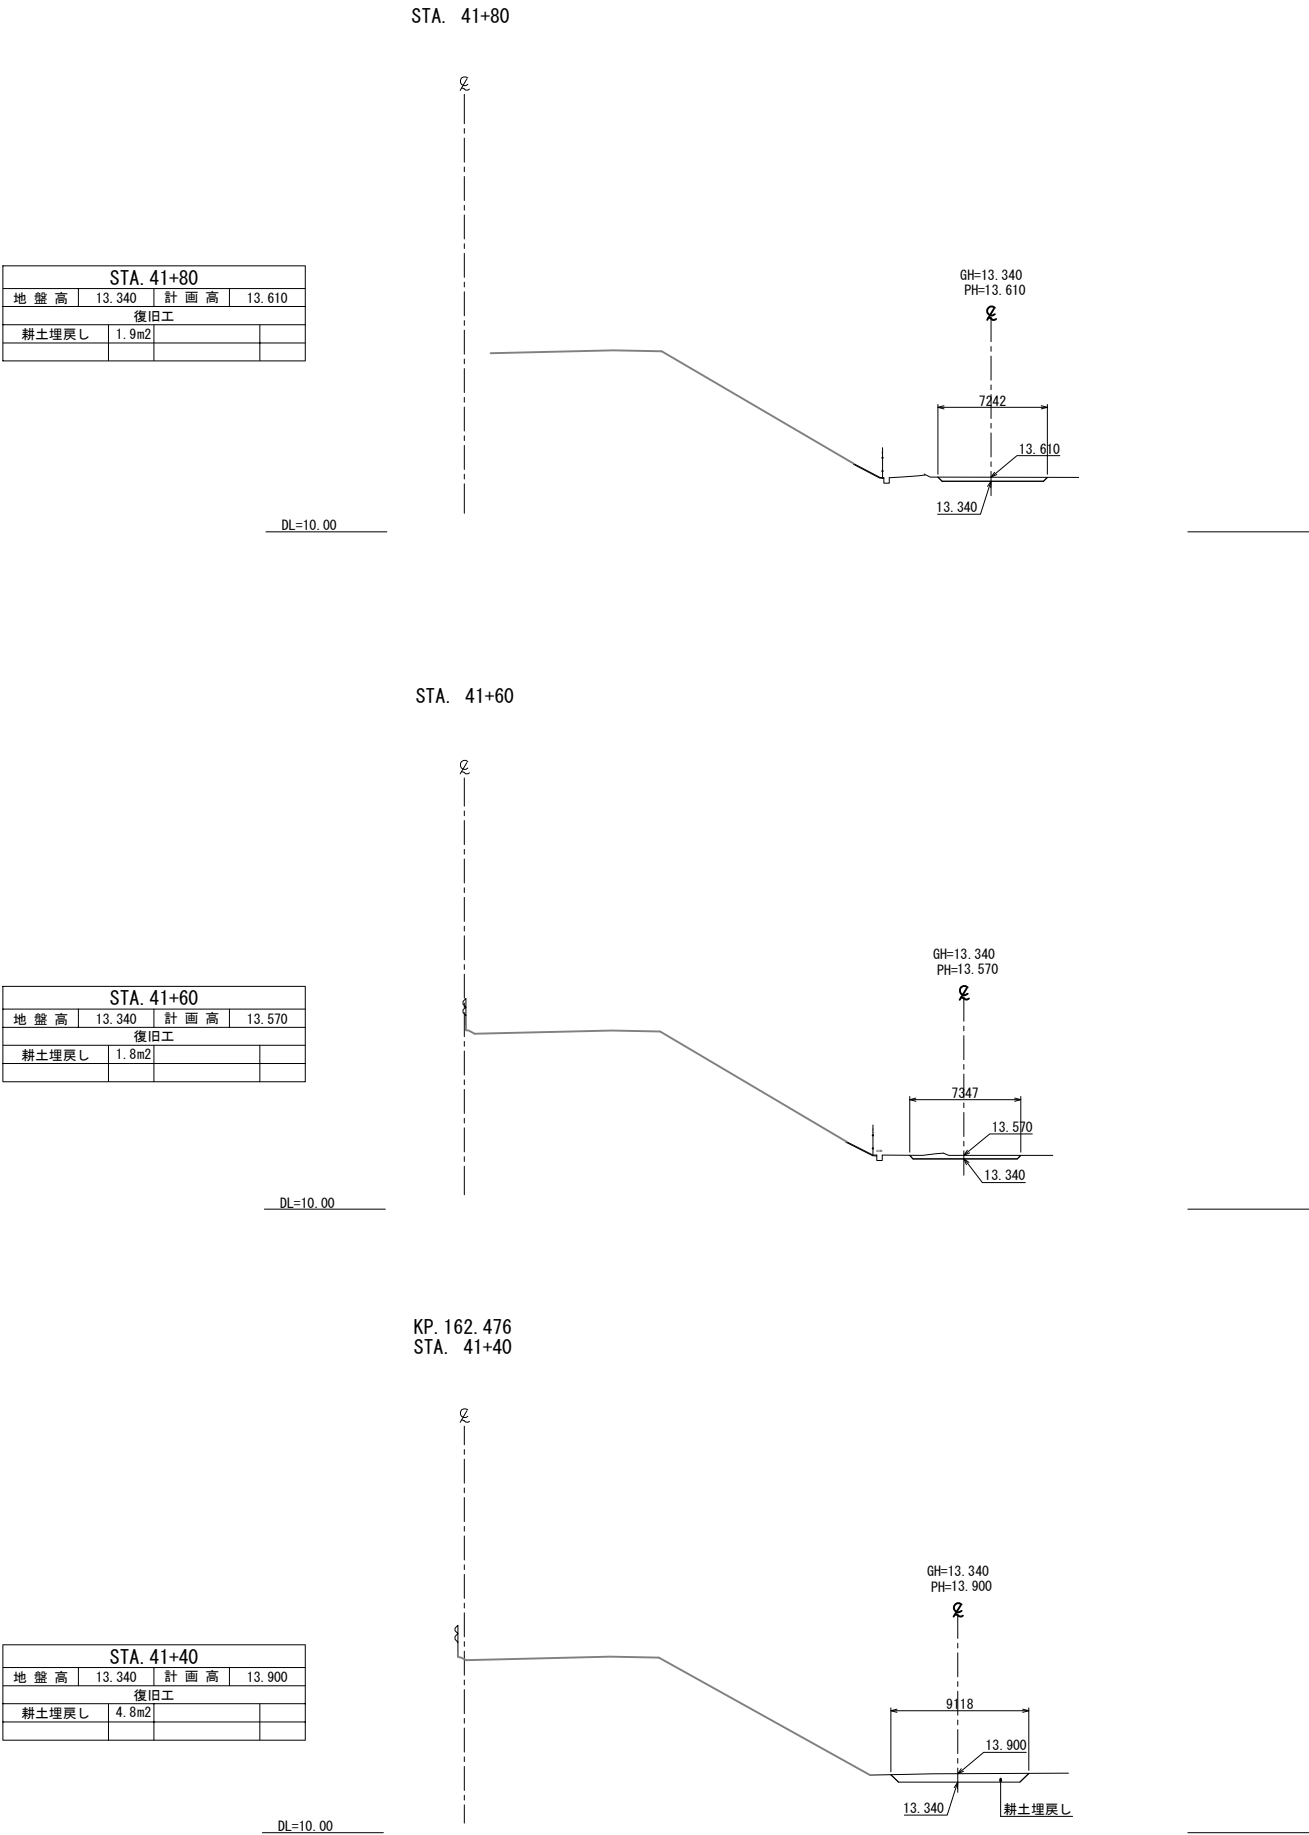 STA. 41+80
℄
STA. 41+80
地 盤 高 13.340 計 画 高 13.610
復旧工
耕土埋戻し 1.9m2
GH=13.340
PH=13.610
℄
7242
13.610
13.340
DL=10.00
STA. 41+60
℄
STA. 41+60
地 盤 高 13.340 計 画 高 13.570
復旧工
耕土埋戻し 1.8m2
GH=13.340
PH=13.570
℄
7347
13.570
13.340
DL=10.00
KP. 162.476
STA. 41+40
℄
STA. 41+40
地 盤 高 13.340 計 画 高 13.900
復旧工
耕土埋戻し 4.8m2
GH=13.340
PH=13.900
℄
9118
13.900
13.340
耕土埋戻し
DL=10.00